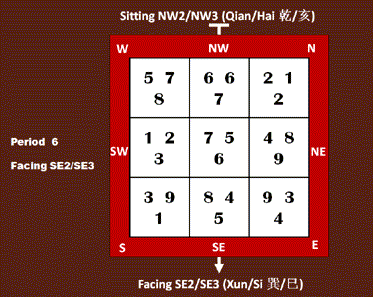 Sitting NW2/NW3 (Qian/Hai 乾/亥)
W NW N
5 7 6 6 2 1
8 7 2
Period 6
1 2 7 5 4 8
SW 3 6 9 NE
Facing SE2/SE3
3 9 8 4 9 3
1 5 4
S SE E
Facing SE2/SE3 (Xun/Si 巽/巳)